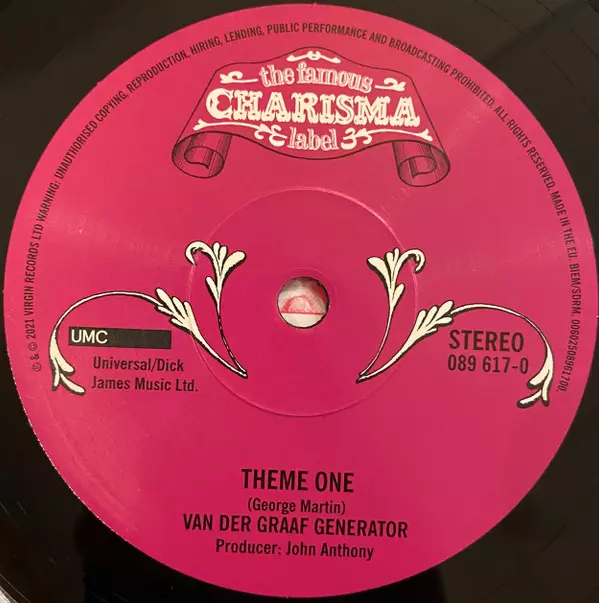 ℗ & © 2021 VIRGIN RECORDS LTD WARNING: UNAUTHORISED COPYING, REPRODUCTION, HIRING, LENDING, PUBLIC PERFORMANCE AND BROADCASTING PROHIBITED. ALL RIGHTS RESERVED. MADE IN THE EU. BIEM/SDRM. 00602508961700.
the famous
CHARISMA
label
UMC
Universal/Dick
James Music Ltd.
STEREO
089 617-0
THEME ONE
(George Martin)
VAN DER GRAAF GENERATOR
Producer: John Anthony